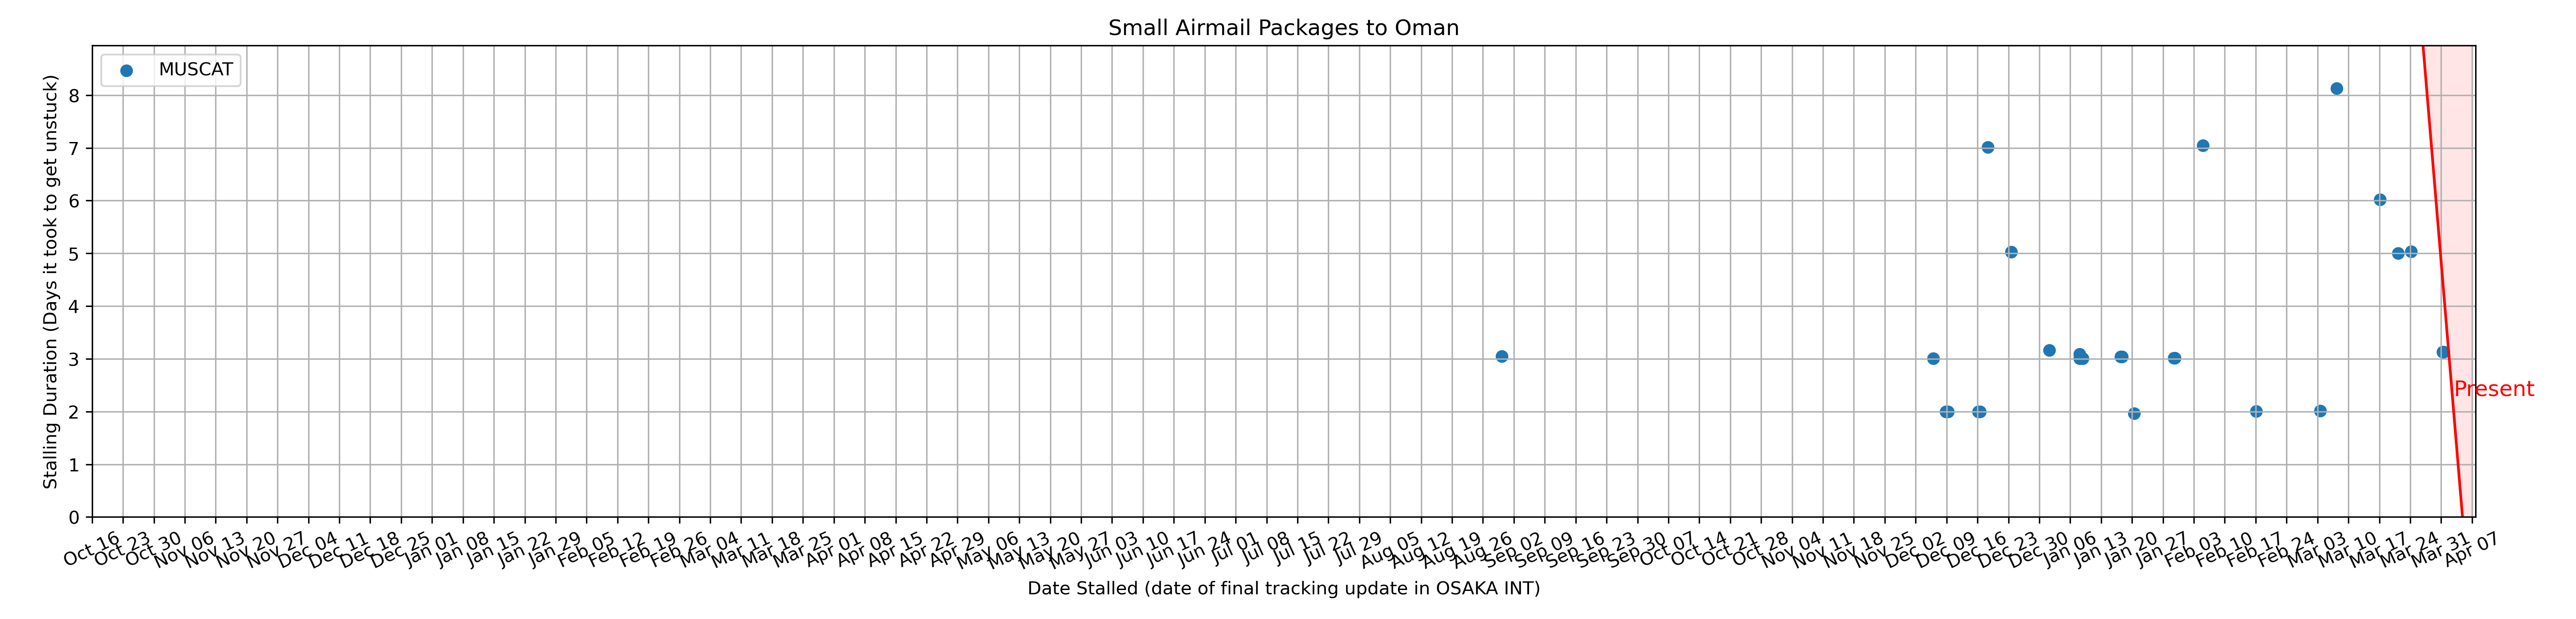 Small Airmail Packages to Oman
MUSCAT
Stalling Duration (Days it took to get unstuck)
8
7
6
5
4
3
2
1
0
Present
Oct 16
Oct 23
Oct 30
Nov 06
Nov 13
Nov 20
Nov 27
Dec 04
Dec 11
Dec 18
Dec 25
Jan 01
Jan 08
Jan 15
Jan 22
Jan 29
Feb 05
Feb 12
Feb 19
Feb 26
Mar 04
Mar 11
Mar 18
Mar 25
Apr 01
Apr 08
Apr 15
Apr 22
Apr 29
May 06
May 13
May 20
May 27
Jun 03
Jun 10
Jun 17
Jun 24
Jul 01
Jul 08
Jul 15
Jul 22
Jul 29
Aug 05
Aug 12
Aug 19
Aug 26
Sep 02
Sep 09
Sep 16
Sep 23
Sep 30
Oct 07
Oct 14
Oct 21
Oct 28
Nov 04
Nov 11
Nov 18
Nov 25
Dec 02
Dec 09
Dec 16
Dec 23
Dec 30
Jan 06
Jan 13
Jan 20
Jan 27
Feb 03
Feb 10
Feb 17
Feb 24
Mar 03
Mar 10
Mar 17
Mar 24
Mar 31
Apr 07
Date Stalled (date of final tracking update in OSAKA INT)